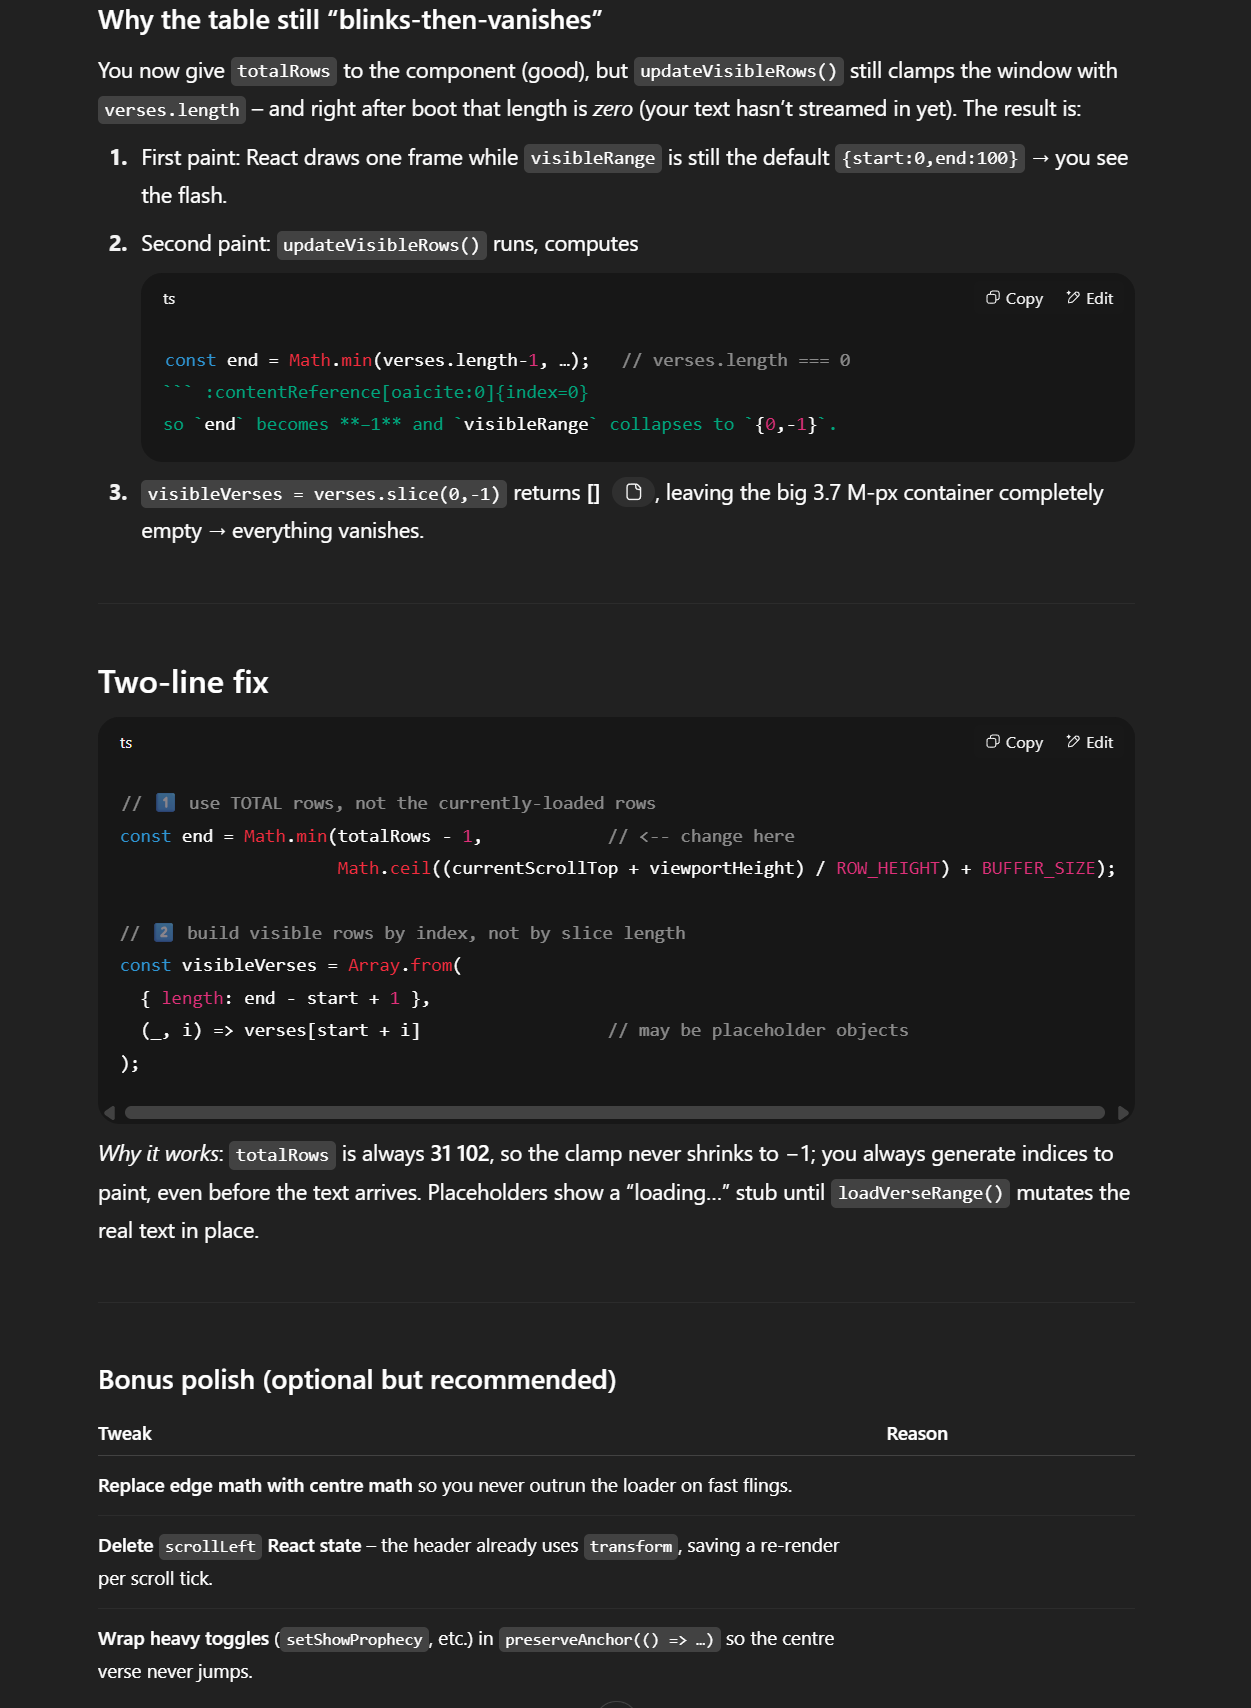 Why the table still “blinks-then-vanishes”
You now give totalRows to the component (good), but updateVisibleRows() still clamps the window with
verses.length – and right after boot that length is zero (your text hasn’t streamed in yet). The result is:
1. First paint: React draws one frame while visibleRange is still the default {start:0,end:100} → you see
the flash.
2. Second paint: updateVisibleRows() runs, computes
ts
Copy Edit
const end = Math.min(verses.length-1, …);   // verses.length === 0
``` :contentReference[oaicite:0]{index=0}
so `end` becomes **–1** and `visibleRange` collapses to `{0,-1}`.
3. visibleVerses = verses.slice(0,-1) returns [] , leaving the big 3.7 M-px container completely
empty → everything vanishes.
Two-line fix
ts
Copy Edit
// 1️⃣ use TOTAL rows, not the currently-loaded rows
const end = Math.min(totalRows - 1,            // <-- change here
                     Math.ceil((currentScrollTop + viewportHeight) / ROW_HEIGHT) + BUFFER_SIZE);
// 2️⃣ build visible rows by index, not by slice length
const visibleVerses = Array.from(
  { length: end - start + 1 },
  (_, i) => verses[start + i]                  // may be placeholder objects
);
Why it works: totalRows is always 31 102, so the clamp never shrinks to −1; you always generate indices to
paint, even before the text arrives. Placeholders show a “loading…” stub until loadVerseRange() mutates the
real text in place.
Bonus polish (optional but recommended)
Tweak Reason
Replace edge math with centre math so you never outrun the loader on fast flings.
Delete scrollLeft React state – the header already uses transform, saving a re-render
per scroll tick.
Wrap heavy toggles (setShowProphecy, etc.) in preserveAnchor(() => …) so the centre
verse never jumps.